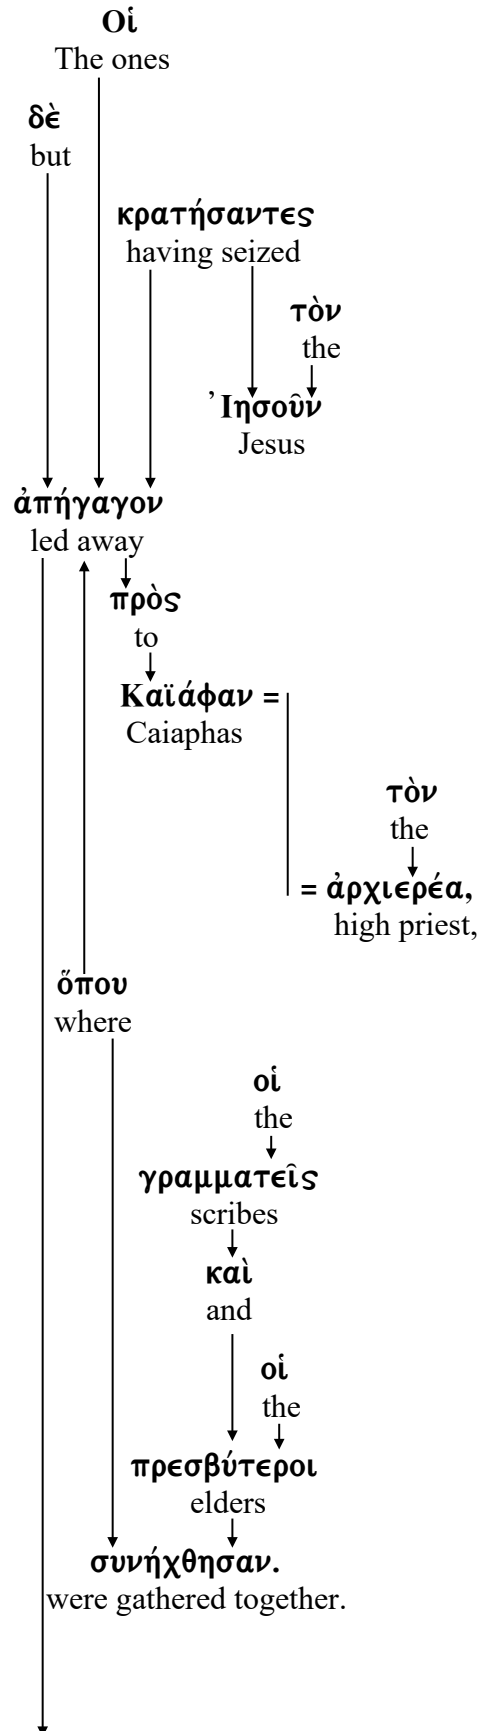 Οἱ
The ones
δὲ
but
κρατήσαντες
having seized
τὸν
the
Ἰησοῦν
Jesus
ἀπήγαγον
led away
πρὸς
to
Καϊάφαν =
Caiaphas
τὸν
the
= ἀρχιερέα,
high priest,
ὅπου
where
οἱ
the
γραμματεῖς
scribes
καὶ
and
οἱ
the
πρεσβύτεροι
elders
συνήχθησαν.
were gathered together.